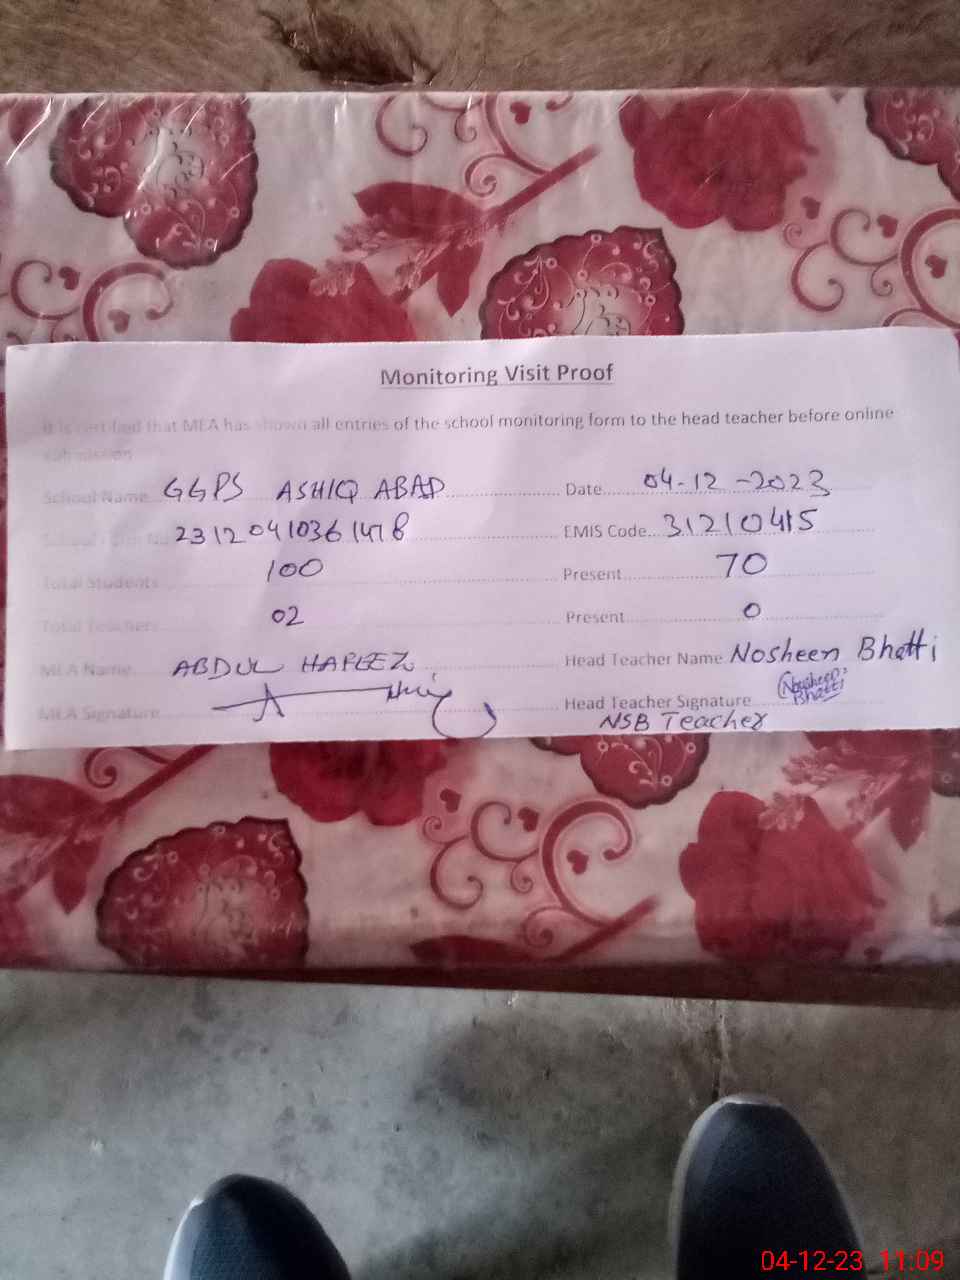 Monitoring Visit Proof
It is certified that MEA has shown all entries of the school monitoring form to the head teacher before online
submission
School Name GGPS ASHIQ ABAD Date 04-12-2023
231204103614178 EMIS Code 31210415
Total Students 100 Present 70
Total Teachers 02 Present 0
MEA Name ABDUL HAFEEZ Head Teacher Name Nosheen Bhatti
MEA Signature Head Teacher Signature Nosheen Bhatti
NSB Teacher
04-12-23 11:09